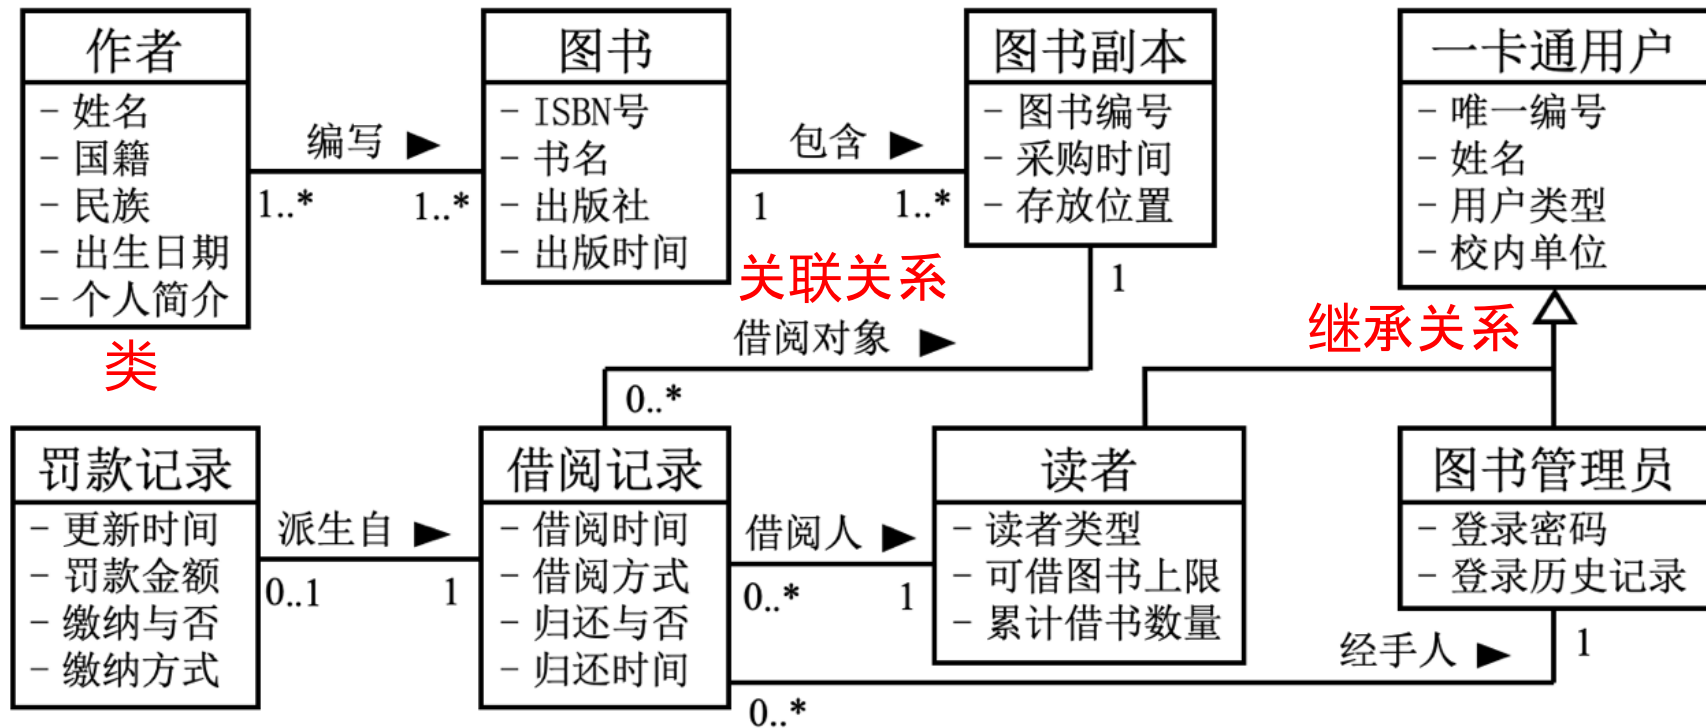 作者
- 姓名
- 国籍
- 民族
- 出生日期
- 个人简介
类
编写 ▶
1..*
1..*
图书
- ISBN号
- 书名
- 出版社
- 出版时间
包含 ▶
1
1..*
关联关系
图书副本
- 图书编号
- 采购时间
- 存放位置
1
借阅对象 ▶
0..*
一卡通用户
- 唯一编号
- 姓名
- 用户类型
- 校内单位
继承关系
罚款记录
- 更新时间
- 罚款金额
- 缴纳与否
- 缴纳方式
派生自 ▶
0..1
1
借阅记录
- 借阅时间
- 借阅方式
- 归还与否
- 归还时间
借阅人 ▶
0..*
1
读者
- 读者类型
- 可借图书上限
- 累计借书数量
图书管理员
- 登录密码
- 登录历史记录
经手人 ▶
1
0..*